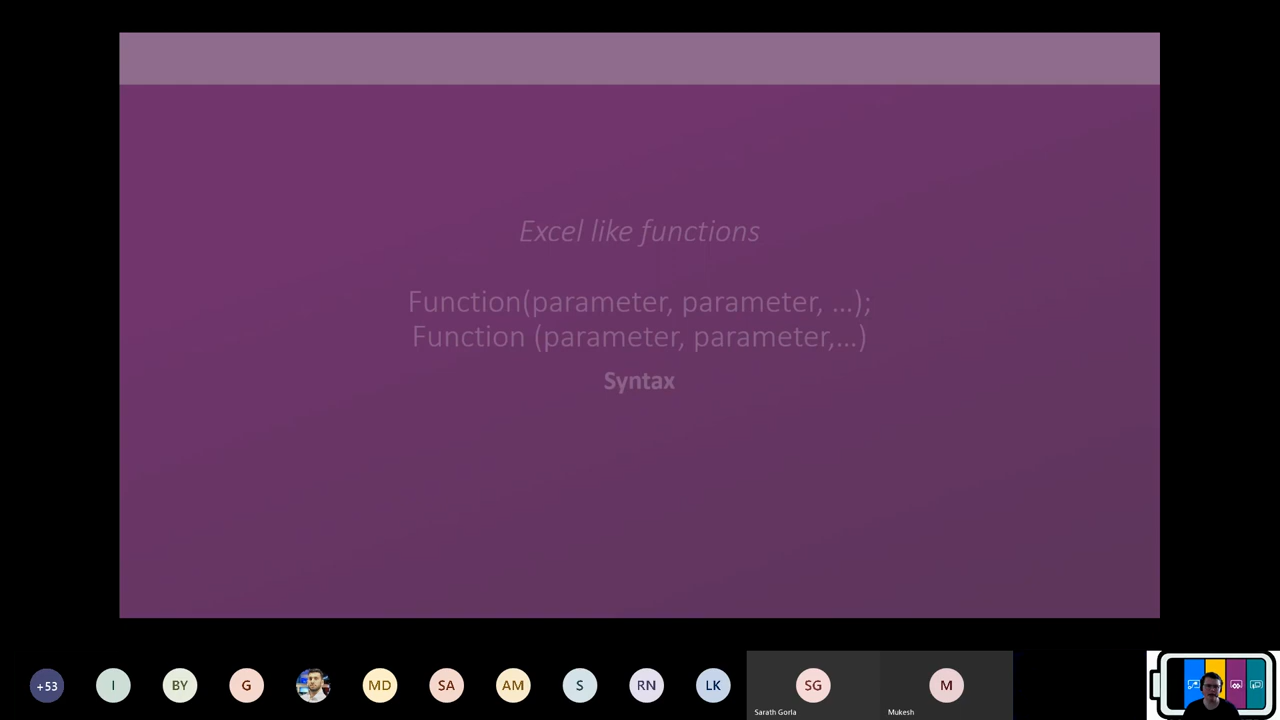 Excel like functions
Function(parameter, parameter, ...);
Function (parameter, parameter,...)
Syntax
+53
I
BY
G
MD
SA
AM
S
RN
LK
SG
M
Sarath Gorla
Mukesh